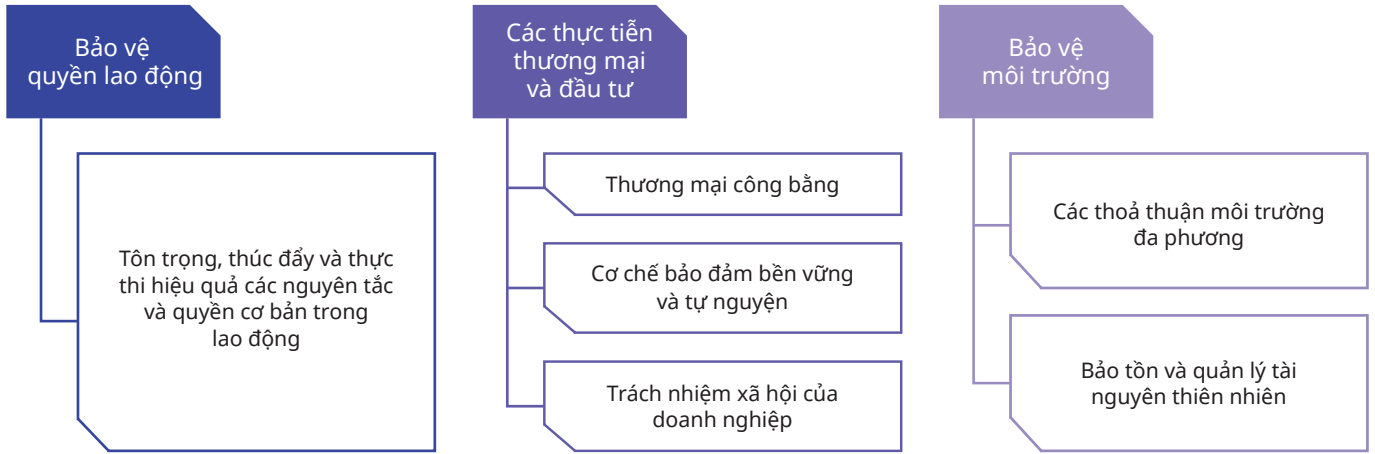 Bảo vệ
quyền lao động
Tôn trọng, thúc đẩy và thực
thi hiệu quả các nguyên tắc
và quyền cơ bản trong
lao động
Các thực tiễn
thương mại
và đầu tư
Thương mại công bằng
Cơ chế bảo đảm bền vững
và tự nguyện
Trách nhiệm xã hội của
doanh nghiệp
Bảo vệ
môi trường
Các thoả thuận môi trường
đa phương
Bảo tồn và quản lý tài
nguyên thiên nhiên